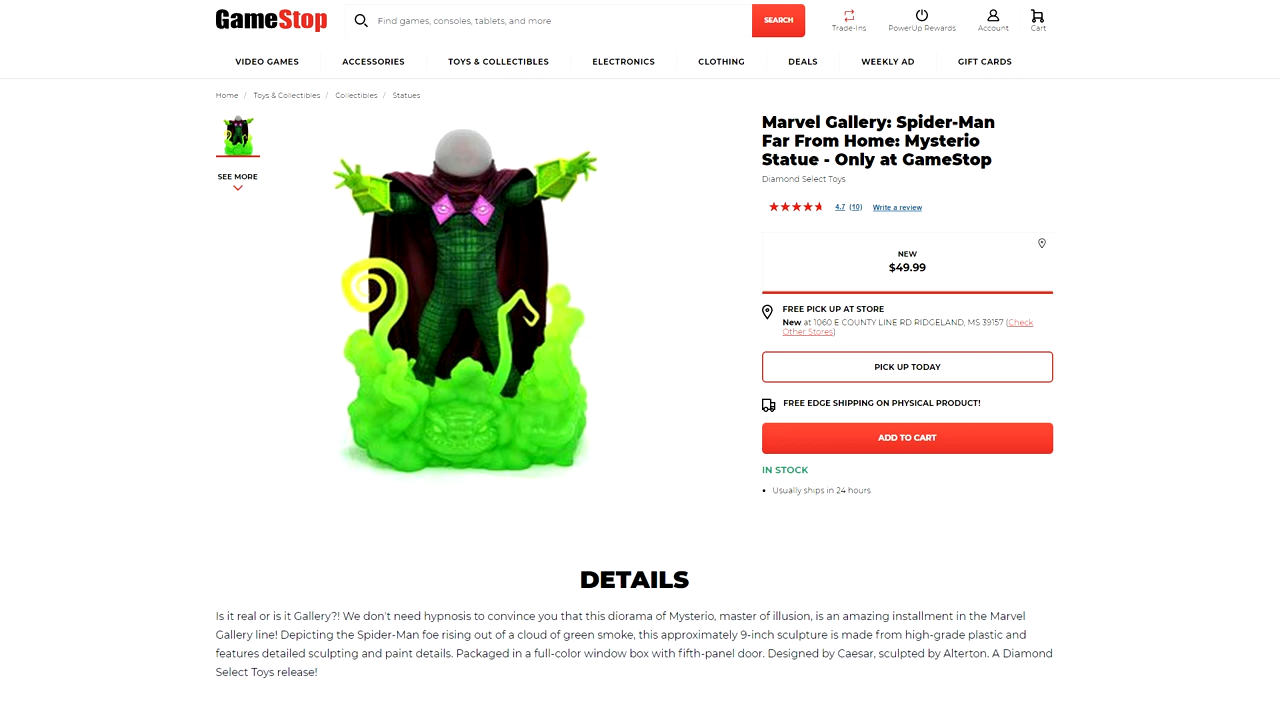 GameStop
Find games, consoles, tablets, and more
SEARCH
Trade-Ins
PowerUp Rewards
Account
Cart
VIDEO GAMES
ACCESSORIES
TOYS & COLLECTIBLES
ELECTRONICS
CLOTHING
DEALS
WEEKLY AD
GIFT CARDS
Home / Toys & Collectibles / Collectibles / Statues
SEE MORE
Marvel Gallery: Spider-Man
Far From Home: Mysterio
Statue - Only at GameStop
Diamond Select Toys
4.7 (10) Write a review
NEW
$49.99
FREE PICK UP AT STORE
New at 1060 E COUNTY LINE RD RIDGELAND, MS 39157 (Check
Other Stores)
PICK UP TODAY
FREE EDGE SHIPPING ON PHYSICAL PRODUCT!
ADD TO CART
IN STOCK
• Usually ships in 24 hours
DETAILS
Is it real or is it Gallery?! We don't need hypnosis to convince you that this diorama of Mysterio, master of illusion, is an amazing installment in the Marvel
Gallery line! Depicting the Spider-Man foe rising out of a cloud of green smoke, this approximately 9-inch sculpture is made from high-grade plastic and
features detailed sculpting and paint details. Packaged in a full-color window box with fifth-panel door. Designed by Caesar, sculpted by Alterton. A Diamond
Select Toys release!